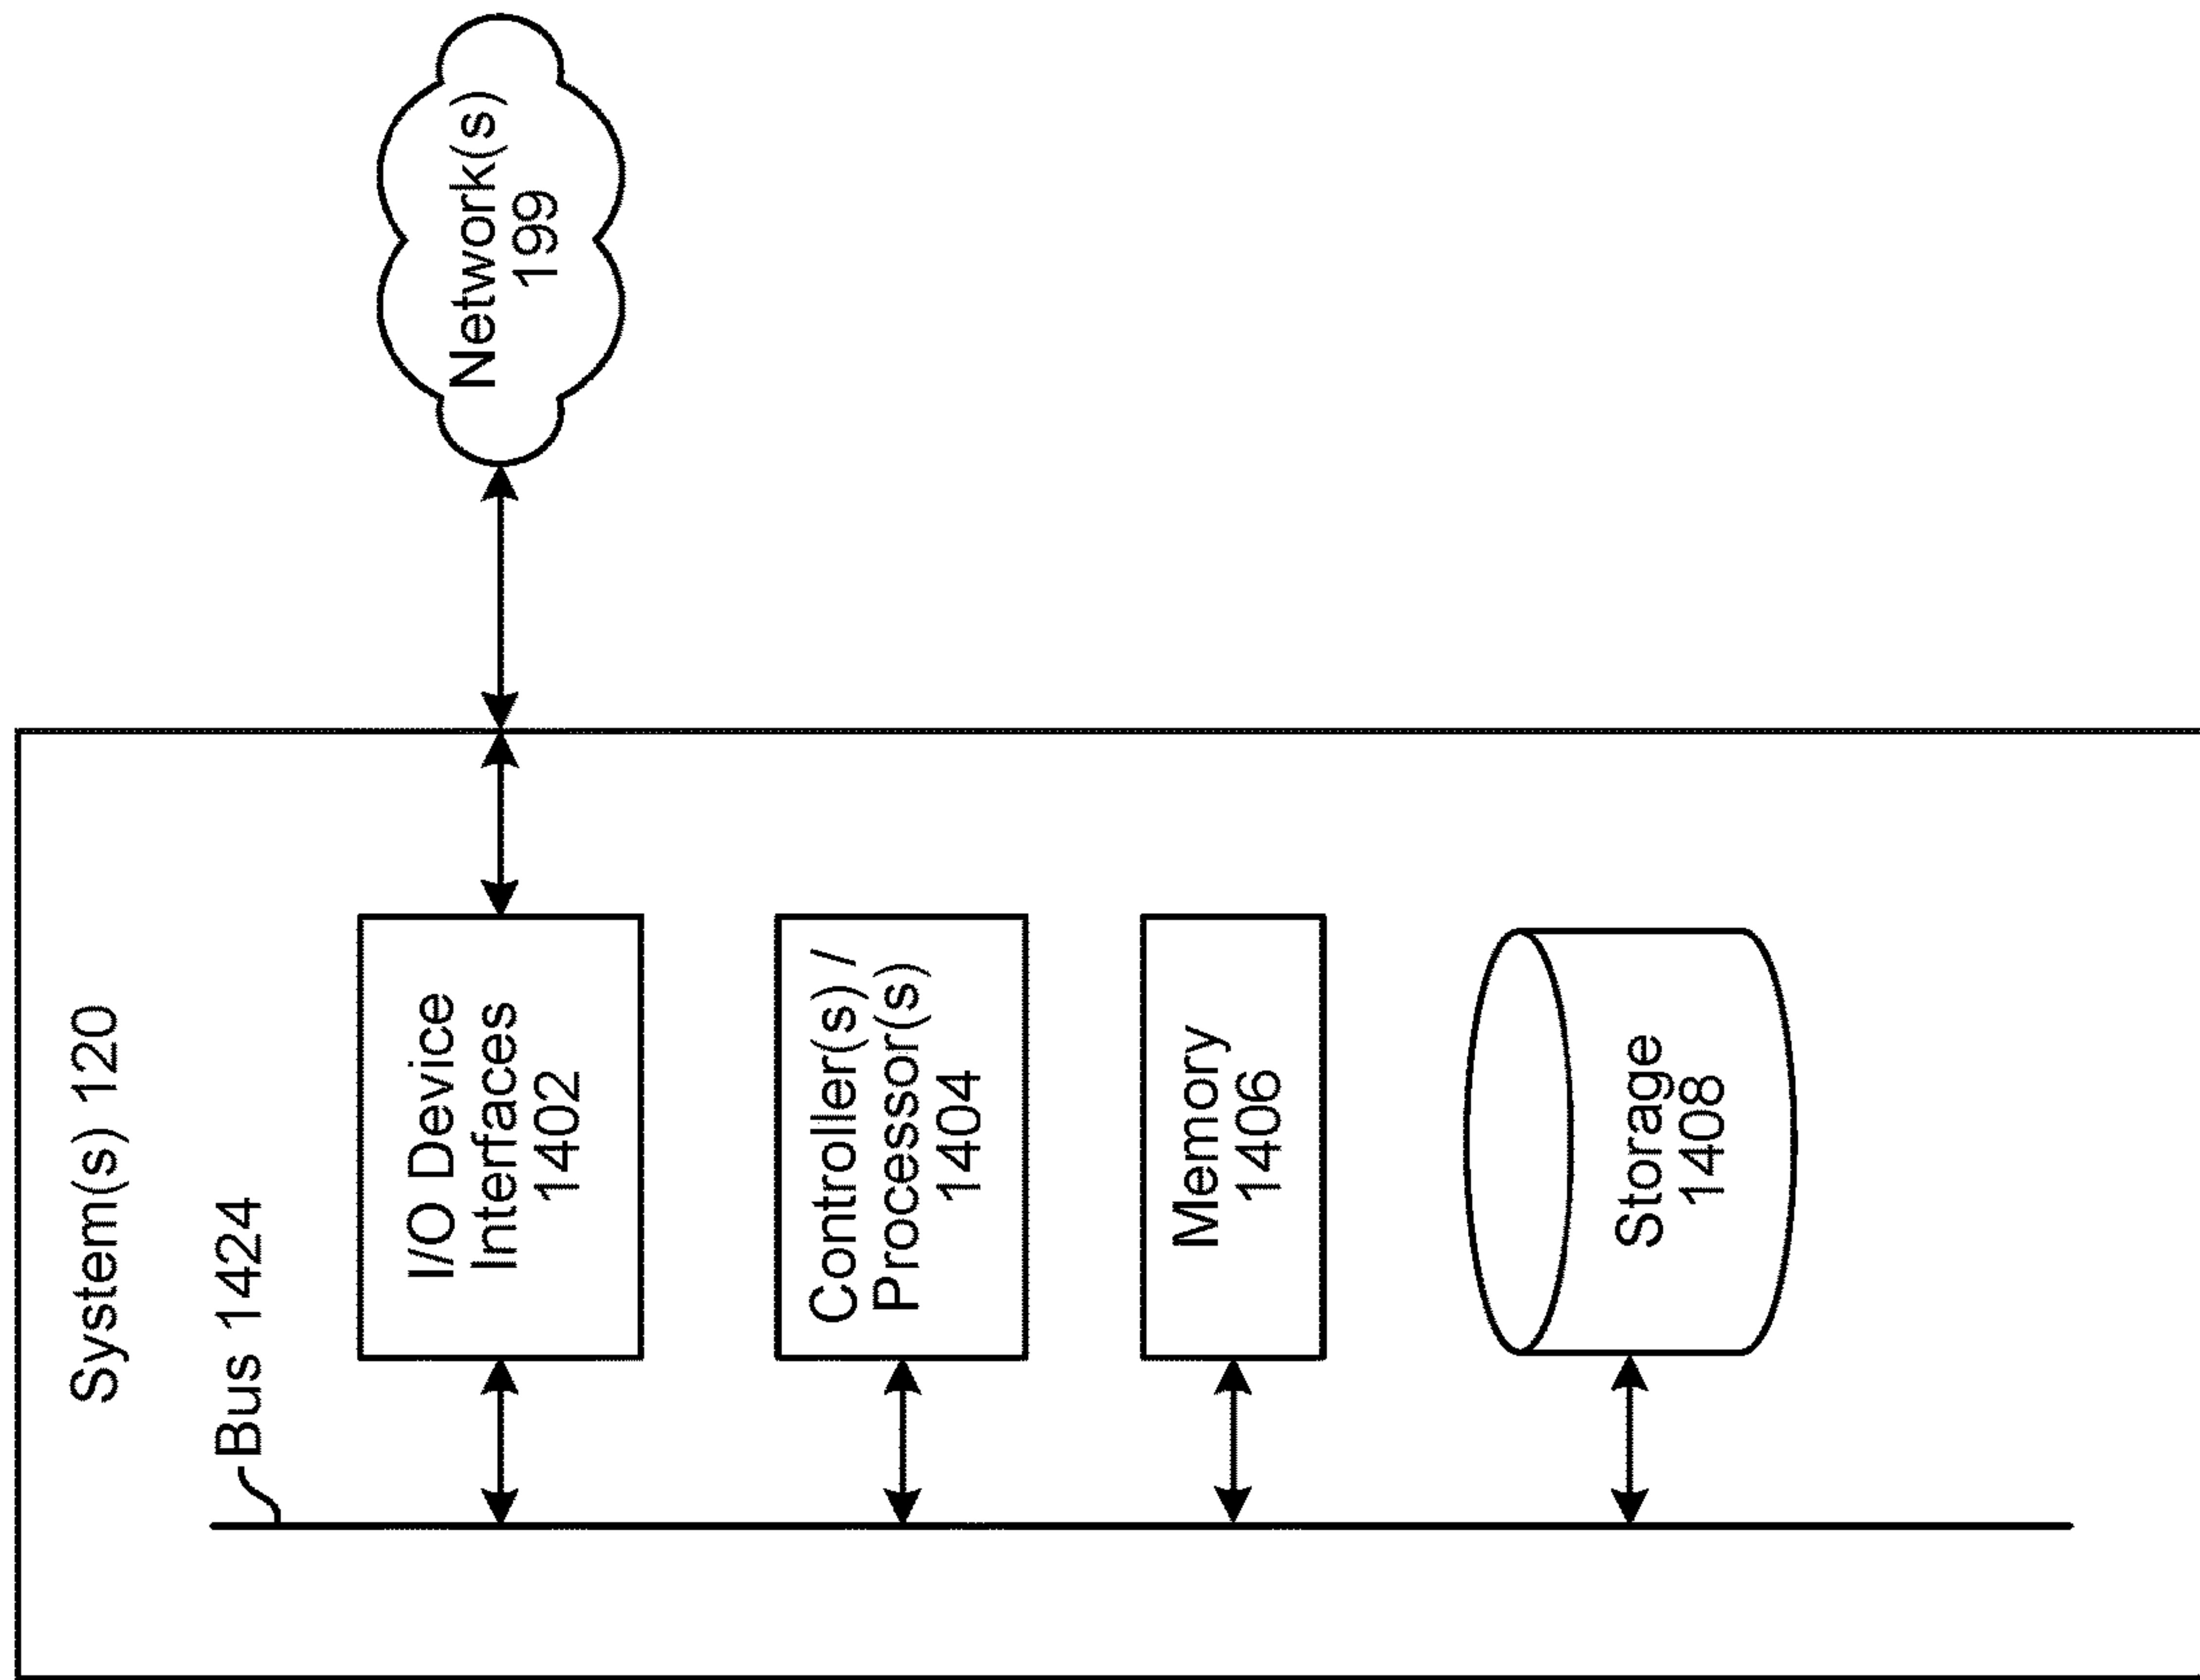 System(s) 120
Bus 1424
I/O Device
Interfaces
1402
Network(s)
199
Controller(s) /
Processor(s)
1404
Memory
1406
Storage
1408